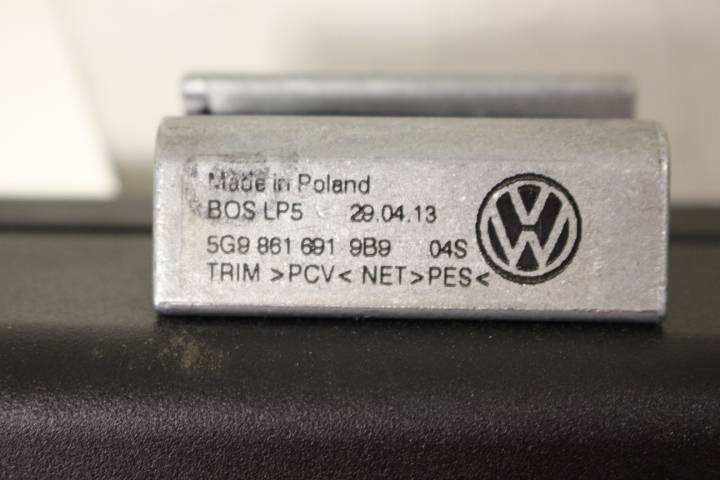 Made in Poland
BOS LP5 29.04.13
5G9 861 691 9B9 04S
TRIM >PCV< NET>PES<